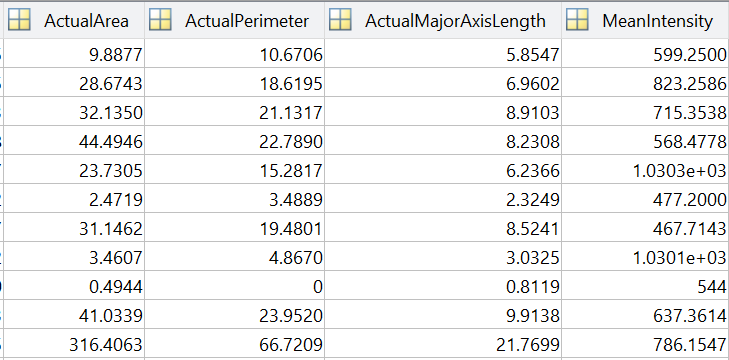 ActualArea ActualPerimeter ActualMajorAxisLength MeanIntensity
9.8877 10.6706 5.8547 599.2500
28.6743 18.6195 6.9602 823.2586
32.1350 21.1317 8.9103 715.3538
44.4946 22.7890 8.2308 568.4778
23.7305 15.2817 6.2366 1.0303e+03
2.4719 3.4889 2.3249 477.2000
31.1462 19.4801 8.5241 467.7143
3.4607 4.8670 3.0325 1.0301e+03
0.4944 0 0.8119 544
41.0339 23.9520 9.9138 637.3614
316.4063 66.7209 21.7699 786.1547